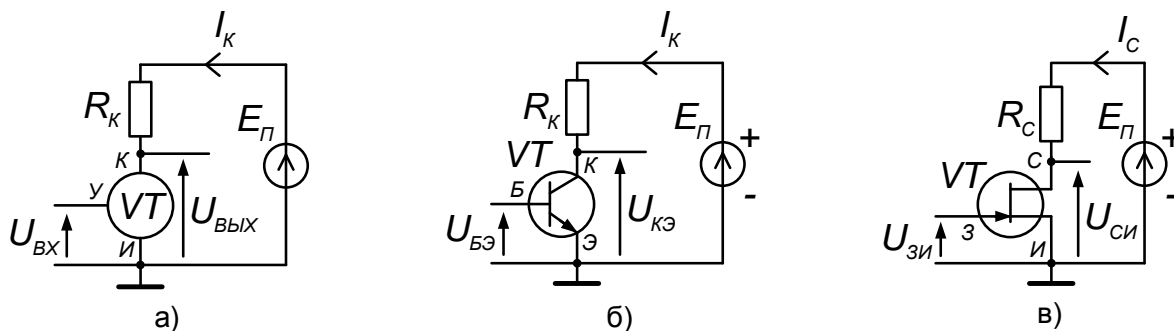 I_К
R_К
E_П
К
У
VT
U_ВХ
U_ВЫХ
И
а)
I_К
R_К
E_П
+
-
VT
К
Б
U_БЭ
U_КЭ
Э
б)
I_С
R_С
E_П
+
-
VT
С
З
U_ЗИ
U_СИ
И
в)